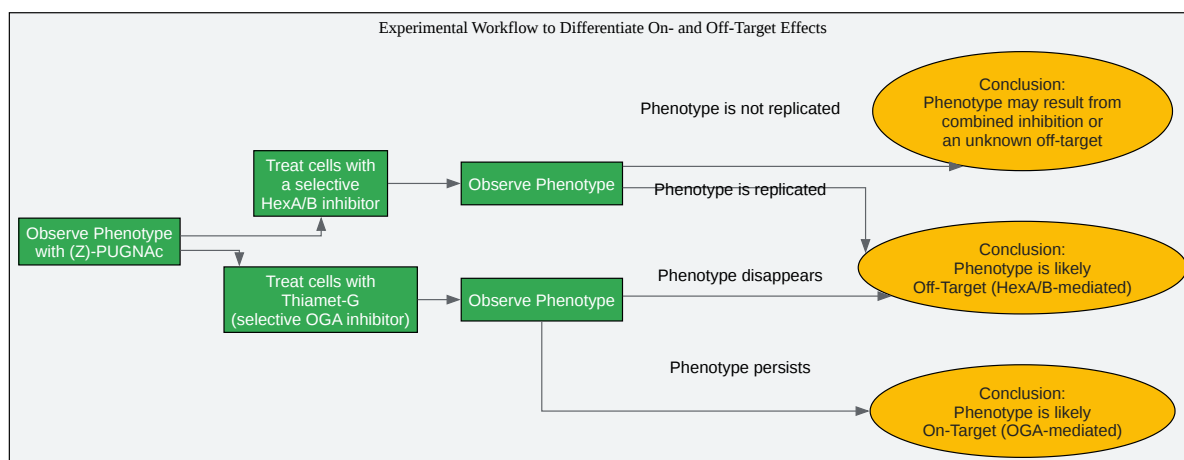 Experimental Workflow to Differentiate On- and Off-Target Effects
Observe Phenotype
with (Z)-PUGNAc
Treat cells with
a selective
HexA/B inhibitor
Observe Phenotype
Phenotype is not replicated
Conclusion:
Phenotype may result from
combined inhibition or
an unknown off-target
Phenotype is replicated
Treat cells with
Thiamet-G
(selective OGA inhibitor)
Observe Phenotype
Phenotype disappears
Conclusion:
Phenotype is likely
Off-Target (HexA/B-mediated)
Phenotype persists
Conclusion:
Phenotype is likely
On-Target (OGA-mediated)